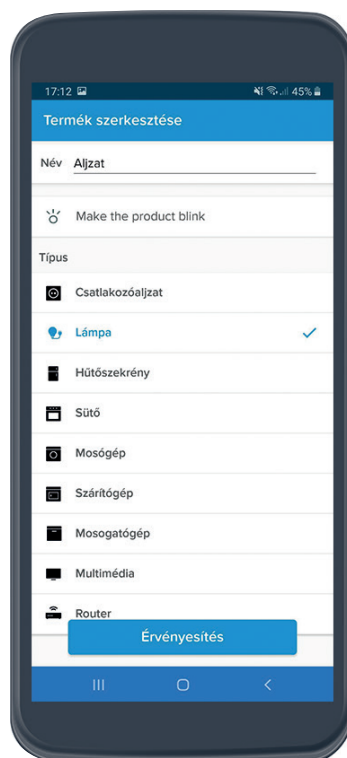 17:12 45%
Termék szerkesztése
Név Aljzat
Make the product blink
Típus
Csatlakozóaljzat
Lámpa
Hűtőszekrény
Sütő
Mosógép
Szárítógép
Mosogatógép
Multimédia
Router
Érvényesítés